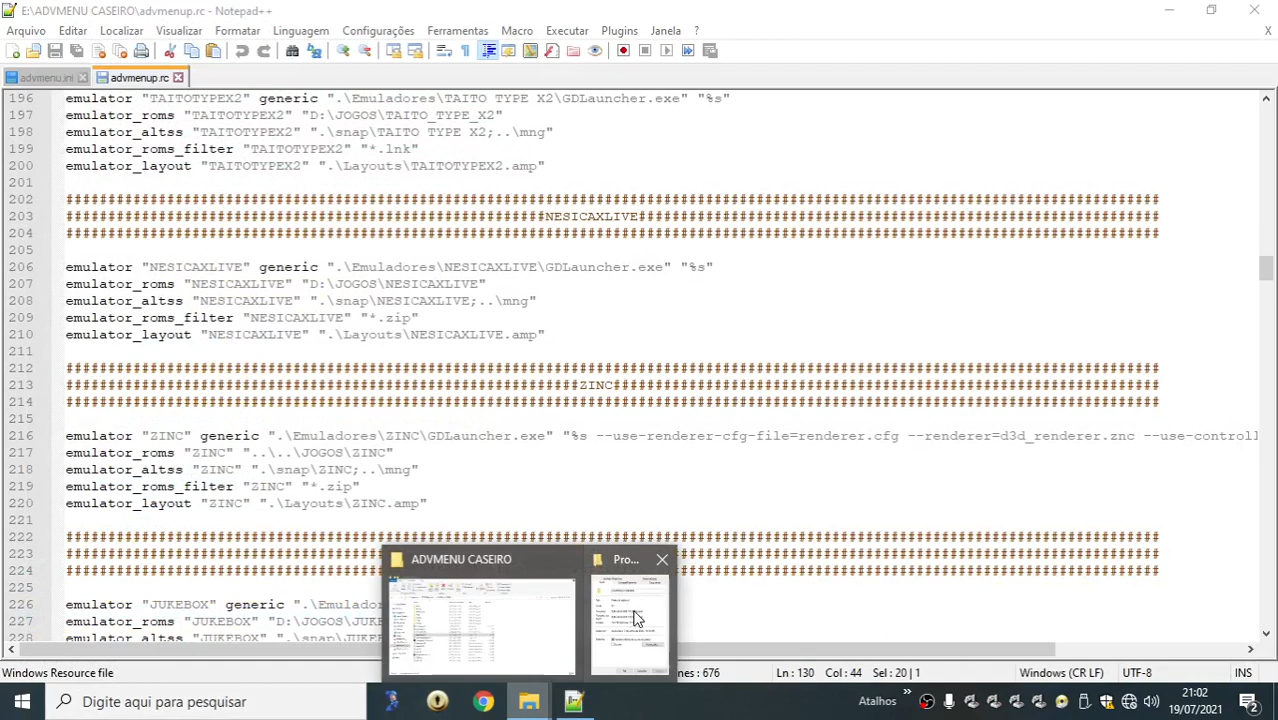 E:\ADVMENU CASEIRO\advmenup.rc - Notepad++
Arquivo Editar Localizar Visualizar Formatar Linguagem Configurações Ferramentas Macro Executar Plugins Janela ? X
advmenu.ini advmenup.rc
196 emulator "TAITOTYPEX2" generic ".\Emuladores\TAITO TYPE X2\GDLauncher.exe" "%s"
197 emulator_roms "TAITOTYPEX2" "D:\JOGOS\TAITO_TYPE_X2"
198 emulator_altss "TAITOTYPEX2" ".\snap\TAITO TYPE X2;..\mng"
199 emulator_roms_filter "TAITOTYPEX2" "*.lnk"
200 emulator_layout "TAITOTYPEX2" ".\Layouts\TAITOTYPEX2.amp"
201
202
203 NESICAXLIVE
204
205
206 emulator "NESICAXLIVE" generic ".\Emuladores\NESICAXLIVE\GDLauncher.exe" "%s"
207 emulator_roms "NESICAXLIVE" "D:\JOGOS\NESICAXLIVE"
208 emulator_altss "NESICAXLIVE" ".\snap\NESICAXLIVE;..\mng"
209 emulator_roms_filter "NESICAXLIVE" "*.zip"
210 emulator_layout "NESICAXLIVE" ".\Layouts\NESICAXLIVE.amp"
211
212
213 ZINC
214
215
216 emulator "ZINC" generic ".\Emuladores\ZINC\GDLauncher.exe" "%s --use-renderer-cfg-file=renderer.cfg --renderer=d3d_renderer.znc --use-controll
217 emulator_roms "ZINC" "..\..\JOGOS\ZINC"
218 emulator_altss "ZINC" ".\snap\ZINC;..\mng"
219 emulator_roms_filter "ZINC" "*.zip"
220 emulator_layout "ZINC" ".\Layouts\ZINC.amp"
221
222
223
224
225
226 emulator "JUKEBOX" generic ".\Emula
227 "D:\JOGOS\JUK
228 emulator_altss "JUKEBOX" ".\snap\JUKE
ADVMENU CASEIRO Pro...
Windows Resource file : 676 Ln : 130 Col : 44 Sel : 20 | 1 Windows (CR LF) UTF-8 INS
Digite aqui para pesquisar Atalhos 21:02
19/07/2021 2